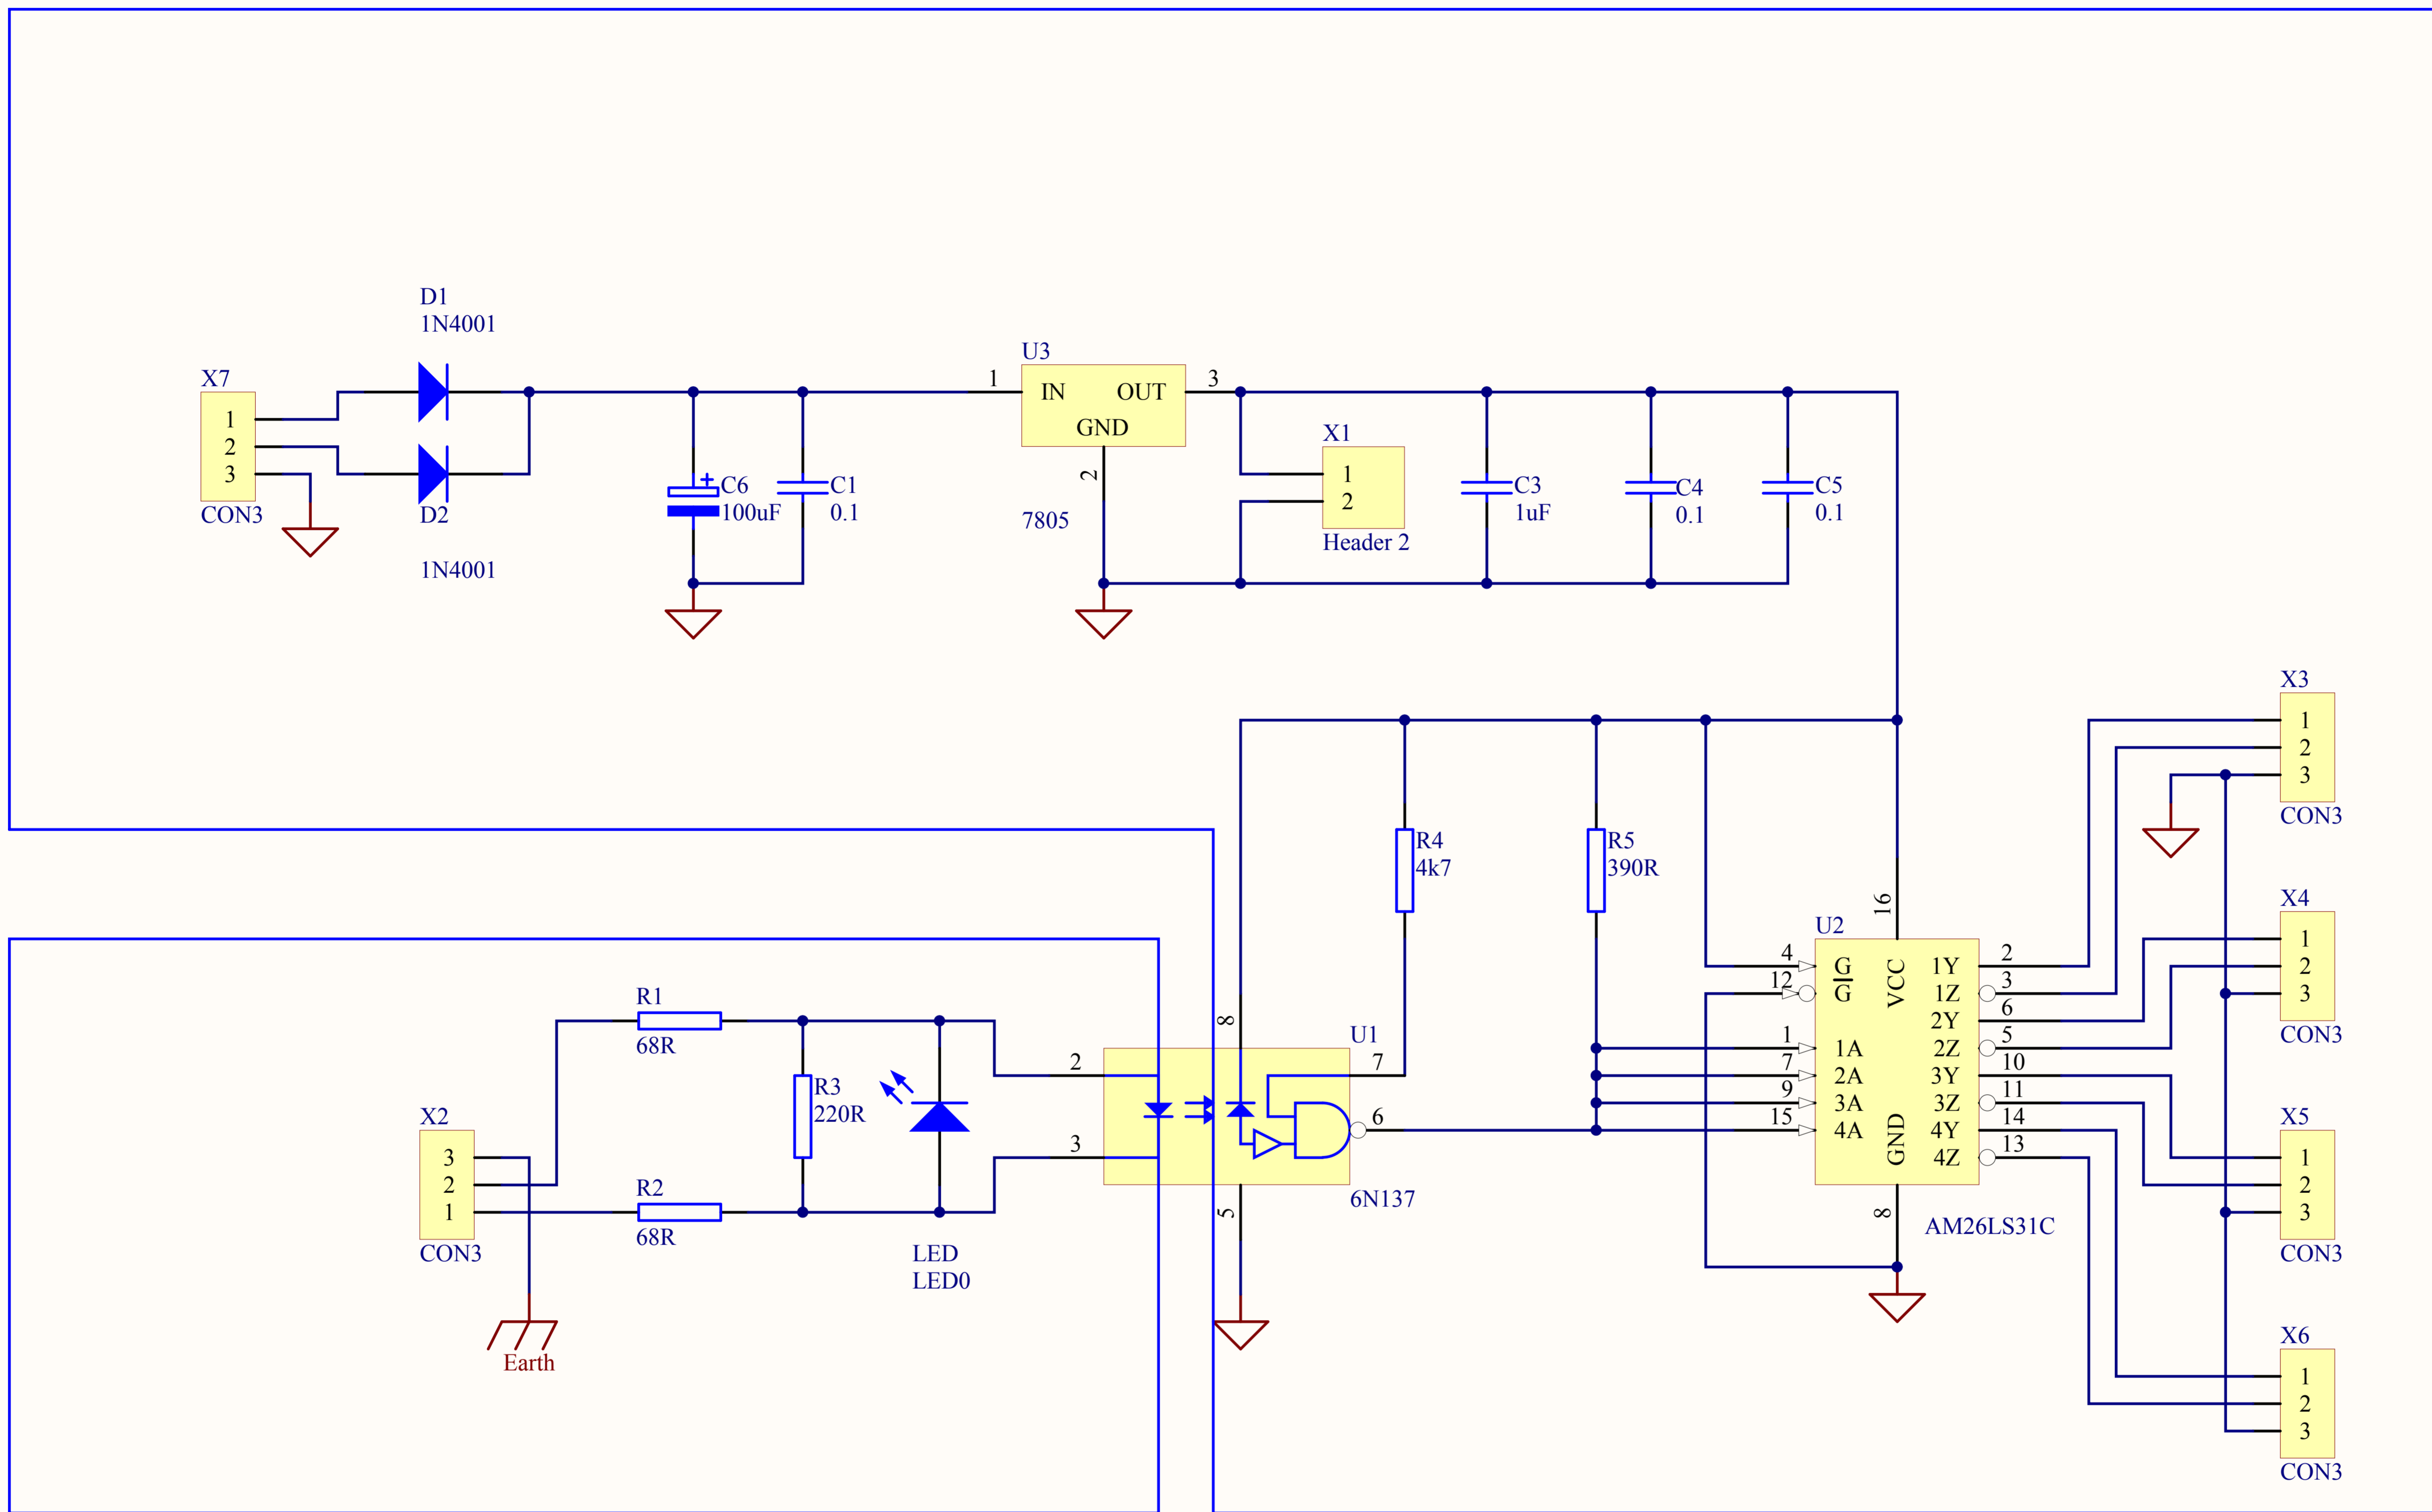 D1
1N4001
X7
1
2
3
CON3
D2
1N4001
C6
100uF
C1
0.1
U3
1
IN
OUT
3
GND
2
7805
X1
1
2
Header 2
C3
1uF
C4
0.1
C5
0.1
X3
1
2
3
CON3
R4
4k7
R5
390R
16
U2
4
G
12
G
VCC
1
1A
7
2A
9
3A
15
4A
GND
8
1Y
2
1Z
3
2Y
6
2Z
5
3Y
10
3Z
11
4Y
14
4Z
13
AM26LS31C
X4
1
2
3
CON3
X5
1
2
3
CON3
X6
1
2
3
CON3
R1
68R
R3
220R
X2
3
2
1
CON3
R2
68R
LED
LED0
Earth
2
3
8
U1
7
6
5
6N137